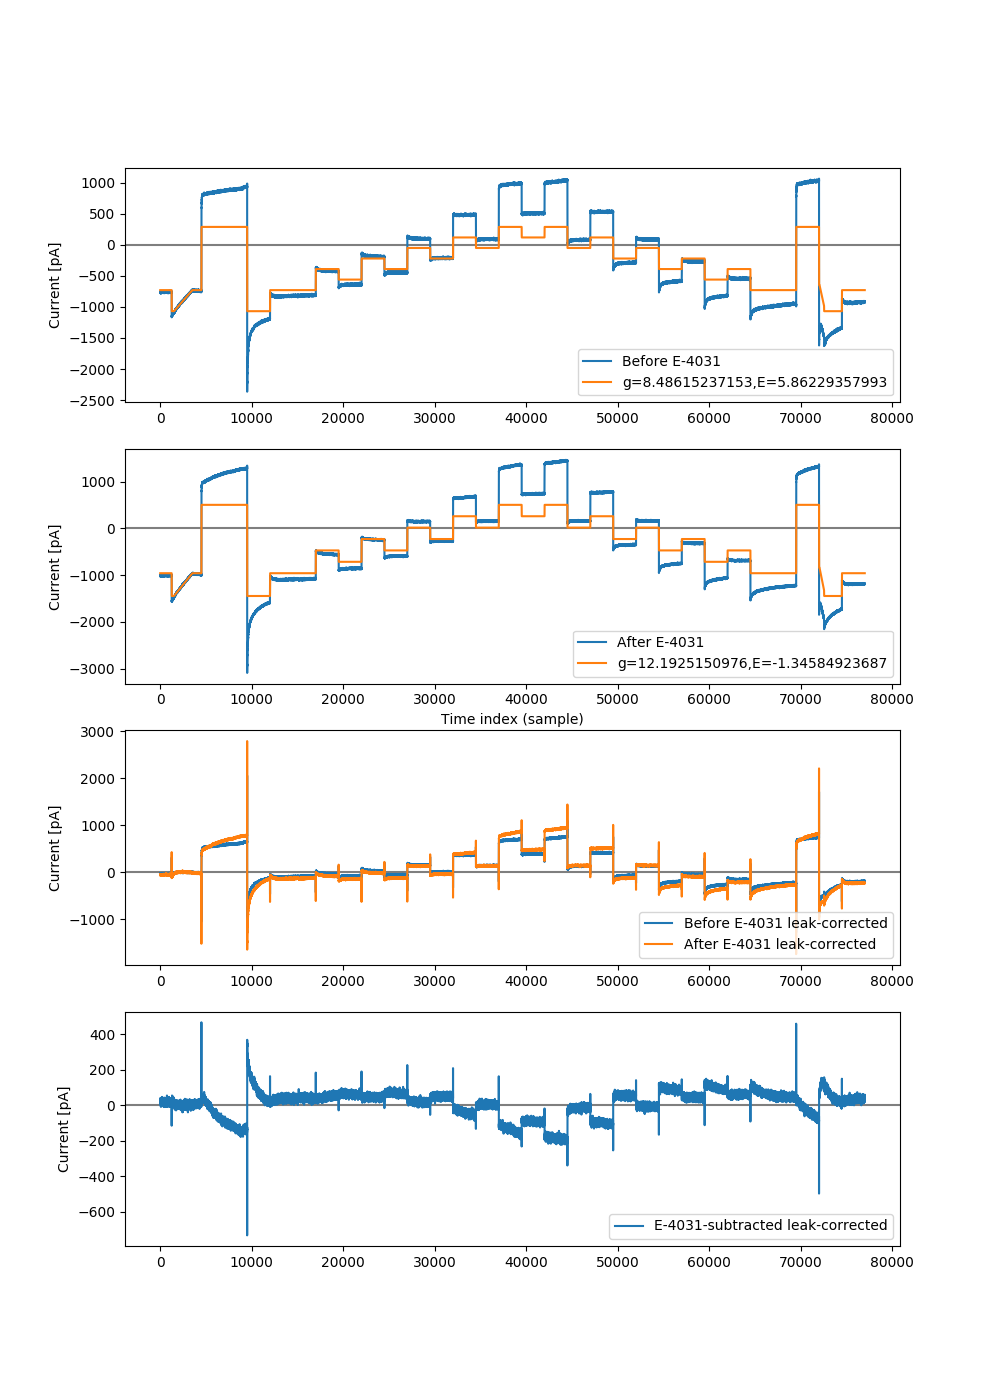 1000
500
0
−500
−1000
−1500
−2000
−2500
Current [pA]
Before E-4031
g=8.48615237153,E=5.86229357993
0 10000 20000 30000 40000 50000 60000 70000 80000
1000
0
−1000
−2000
−3000
Current [pA]
After E-4031
g=12.1925150976,E=-1.34584923687
0 10000 20000 30000 40000 50000 60000 70000 80000
Time index (sample)
3000
2000
1000
0
−1000
Current [pA]
Before E-4031 leak-corrected
After E-4031 leak-corrected
0 10000 20000 30000 40000 50000 60000 70000 80000
400
200
0
−200
−400
−600
Current [pA]
E-4031-subtracted leak-corrected
0 10000 20000 30000 40000 50000 60000 70000 80000